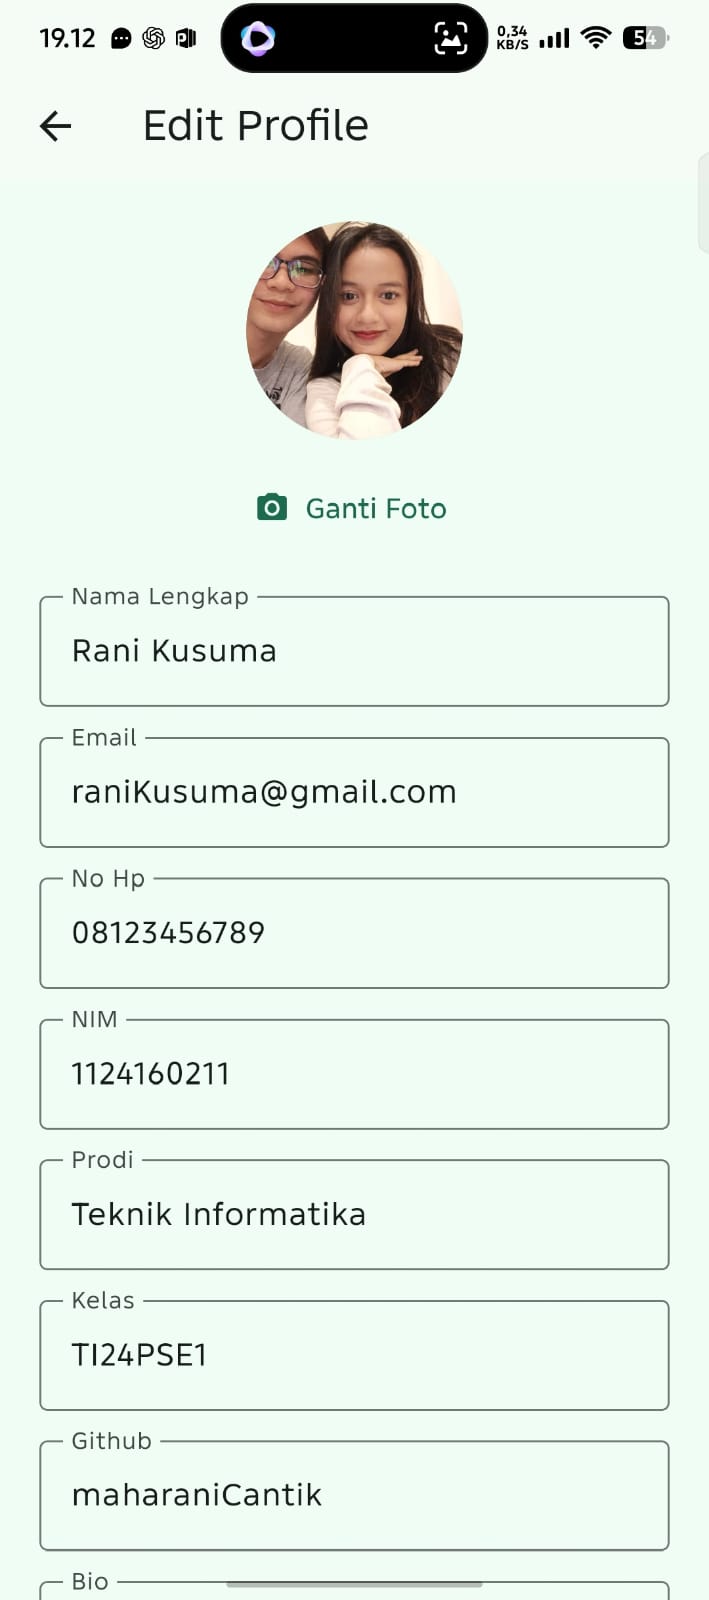 19.12
0,34
KB/S
54
Edit Profile
Ganti Foto
Nama Lengkap
Rani Kusuma
Email
raniKusuma@gmail.com
No Hp
08123456789
NIM
1124160211
Prodi
Teknik Informatika
Kelas
TI24PSE1
Github
maharaniCantik
Bio